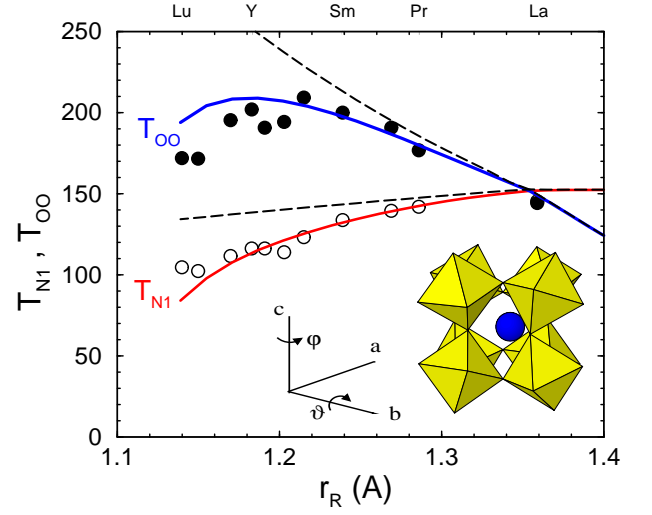 Lu Y Sm Pr La
250
200
150
100
50
0
T_N1 , T_OO
T_OO
T_N1
c
φ
a
ϑ
b
1.1 1.2 1.3 1.4
r_R (A)